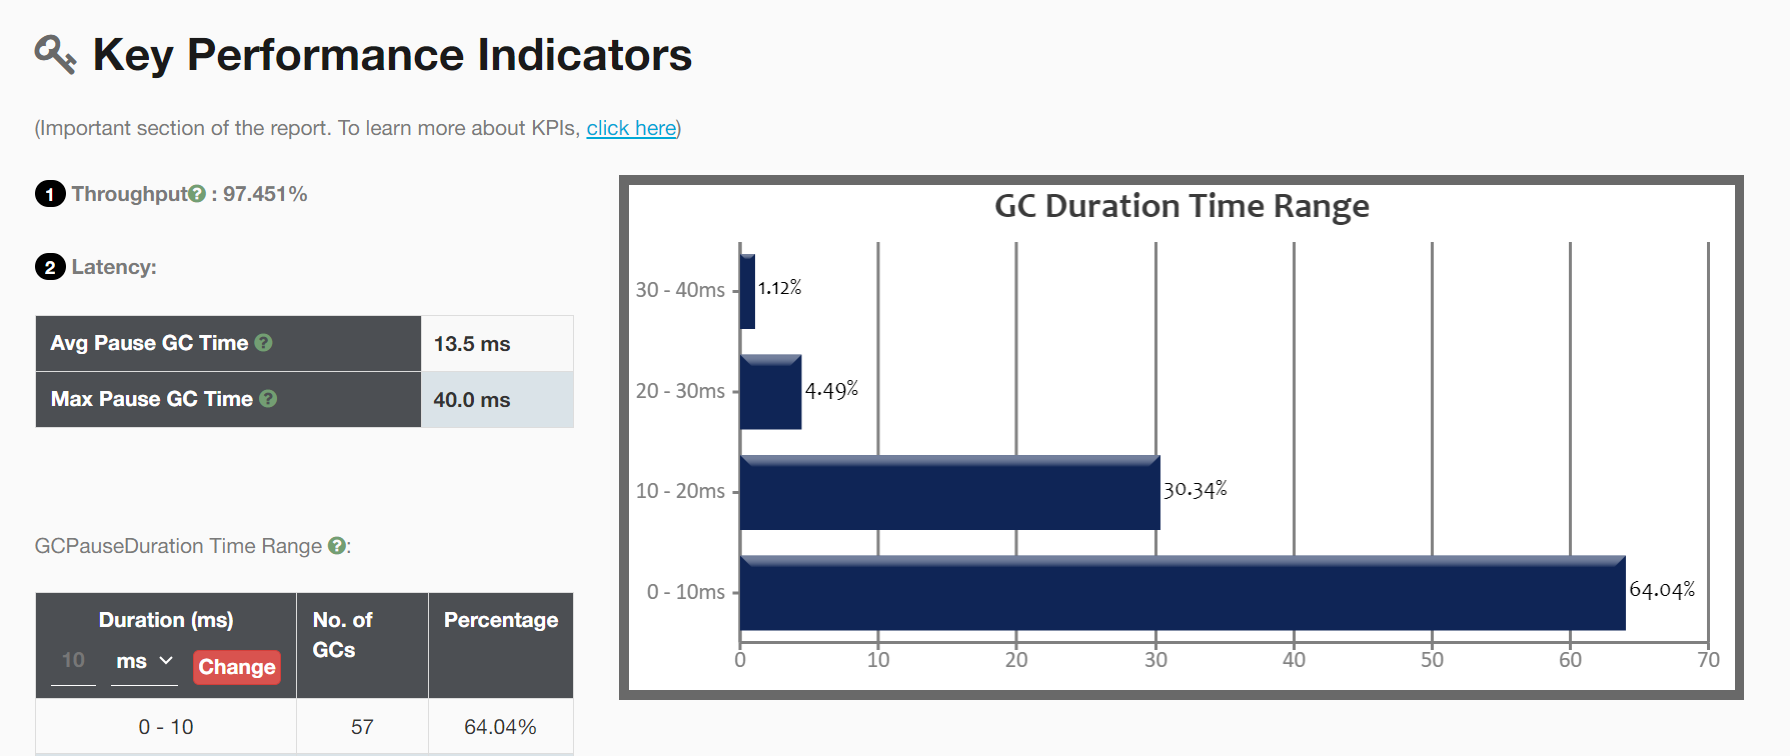 Key Performance Indicators
(Important section of the report. To learn more about KPIs, click here)
1 Throughput? : 97.451%
2 Latency:
Avg Pause GC Time ? 13.5 ms
Max Pause GC Time ? 40.0 ms
GCPauseDuration Time Range ?:
Duration (ms) No. of GCs Percentage
10 ms Change
0 - 10 57 64.04%
GC Duration Time Range
30 - 40ms 1.12%
20 - 30ms 4.49%
10 - 20ms 30.34%
0 - 10ms 64.04%
0 10 20 30 40 50 60 70